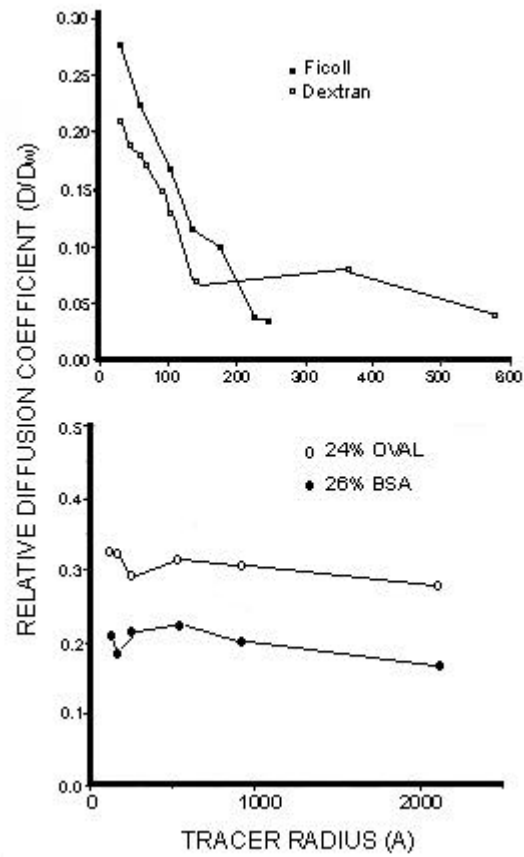 RELATIVE DIFFUSION COEFFICIENT (D/Dω)
0.30
0.25
0.20
0.15
0.10
0.05
0.00
Ficoll
Dextran
0 100 200 300 400 500 600
0.5
0.4
0.3
0.2
0.1
0.0
24% OVAL
26% BSA
0 1000 2000
TRACER RADIUS (A)